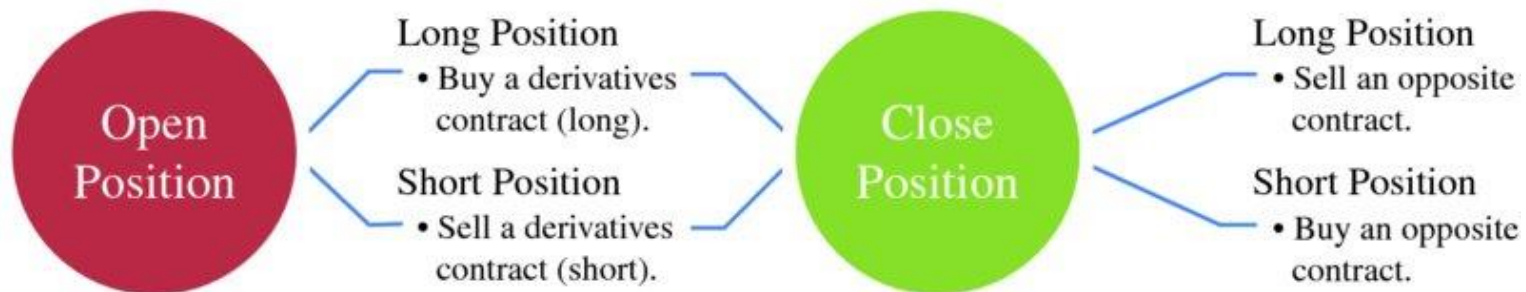 Open
Position
Long Position
• Buy a derivatives
contract (long).
Short Position
• Sell a derivatives
contract (short).
Close
Position
Long Position
• Sell an opposite
contract.
Short Position
• Buy an opposite
contract.